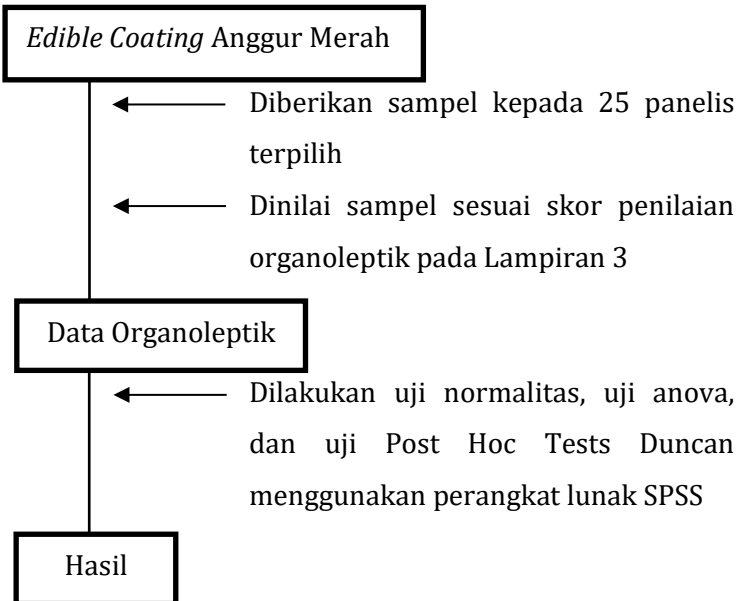 Edible Coating Anggur Merah
Diberikan sampel kepada 25 panelis
terpilih
Dinilai sampel sesuai skor penilaian
organoleptik pada Lampiran 3
Data Organoleptik
Dilakukan uji normalitas, uji anova,
dan uji Post Hoc Tests Duncan
menggunakan perangkat lunak SPSS
Hasil